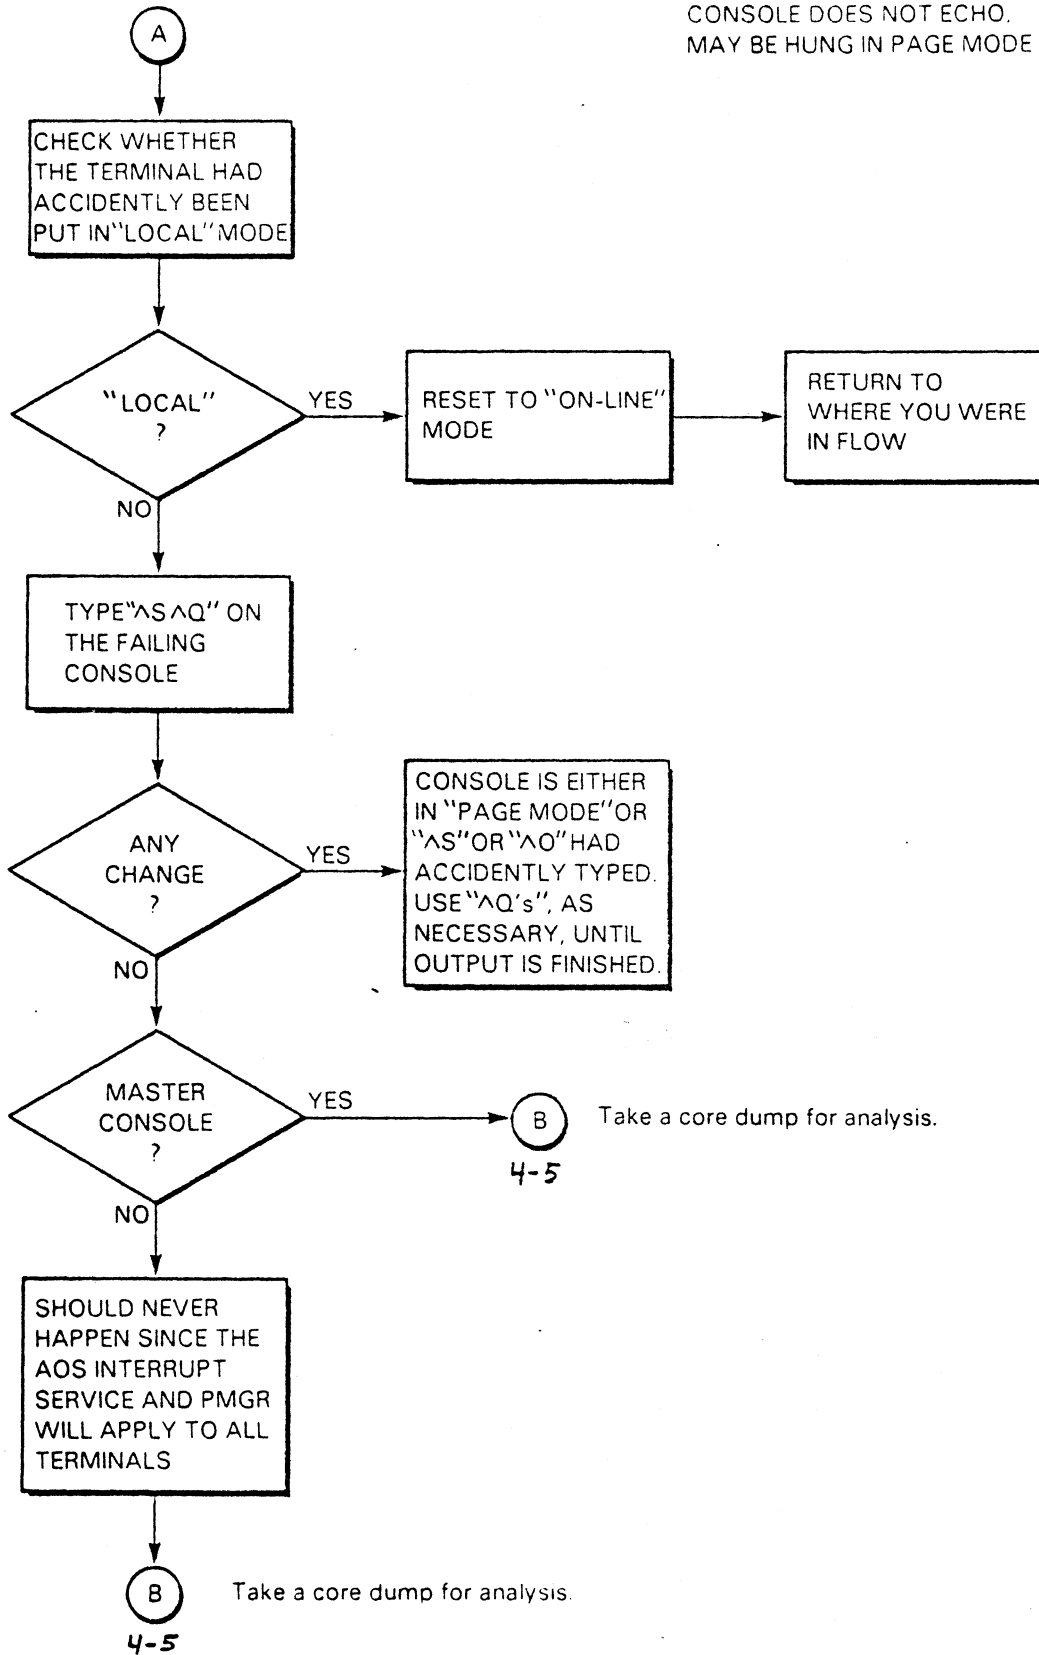 CONSOLE DOES NOT ECHO.
MAY BE HUNG IN PAGE MODE
A
CHECK WHETHER
THE TERMINAL HAD
ACCIDENTLY BEEN
PUT IN "LOCAL" MODE
"LOCAL"
?
YES
RESET TO "ON-LINE"
MODE
RETURN TO
WHERE YOU WERE
IN FLOW
NO
TYPE "^S^Q" ON
THE FAILING
CONSOLE
ANY
CHANGE
?
YES
CONSOLE IS EITHER
IN "PAGE MODE" OR
"^S" OR "^O" HAD
ACCIDENTLY TYPED.
USE "^Q's", AS
NECESSARY, UNTIL
OUTPUT IS FINISHED.
NO
MASTER
CONSOLE
?
YES
B
Take a core dump for analysis.
4-5
NO
SHOULD NEVER
HAPPEN SINCE THE
AOS INTERRUPT
SERVICE AND PMGR
WILL APPLY TO ALL
TERMINALS
B
Take a core dump for analysis.
4-5